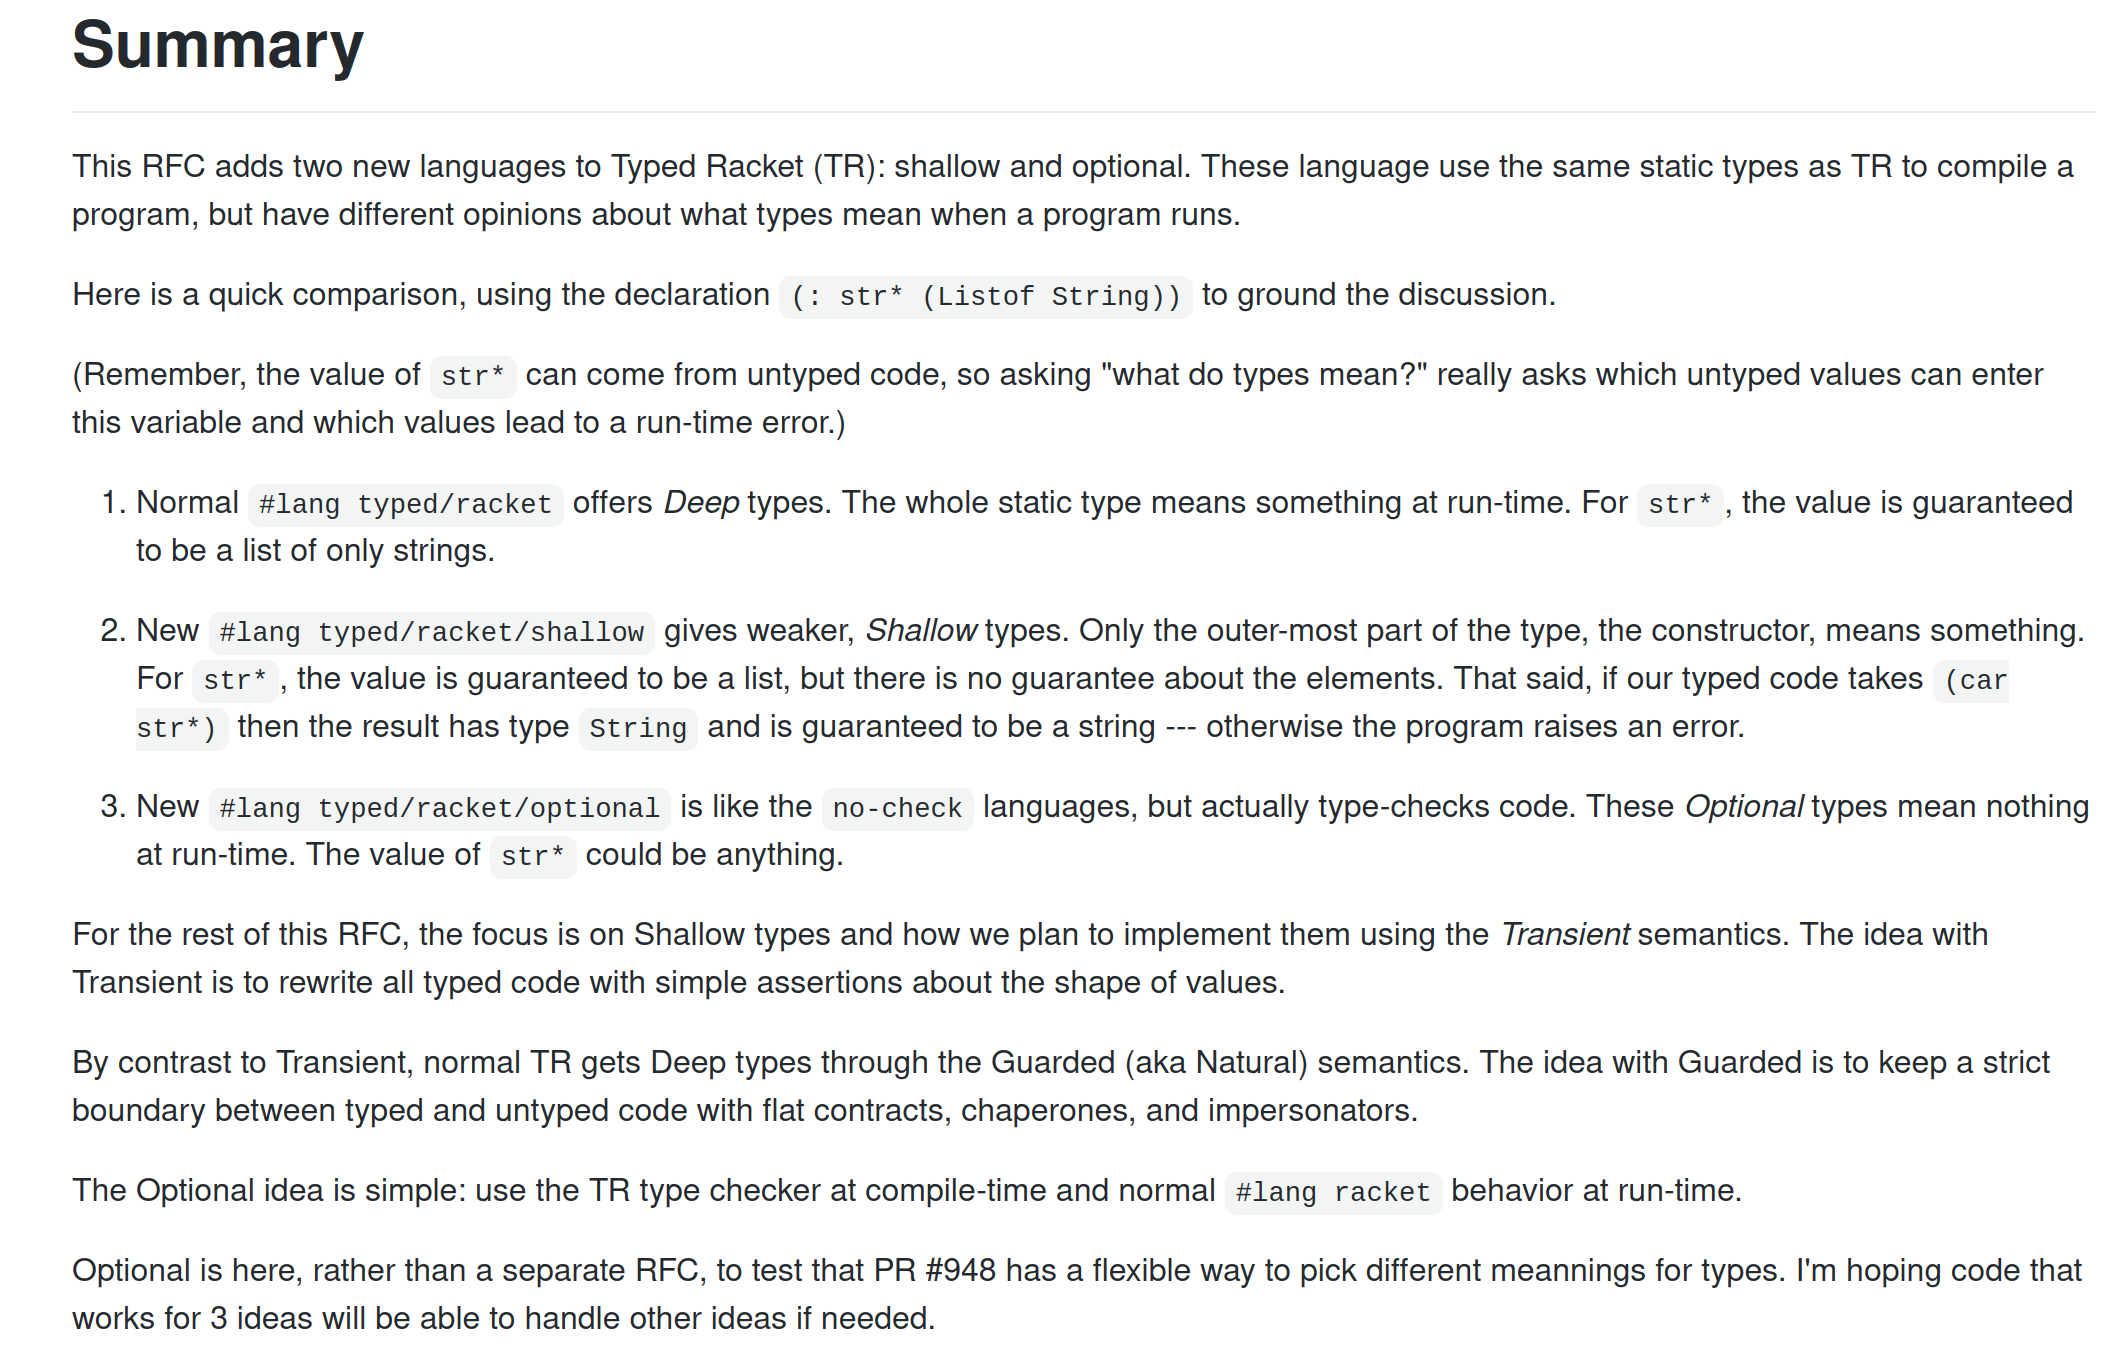 Summary
This RFC adds two new languages to Typed Racket (TR): shallow and optional. These language use the same static types as TR to compile a
program, but have different opinions about what types mean when a program runs.
Here is a quick comparison, using the declaration (: str* (Listof String)) to ground the discussion.
(Remember, the value of str* can come from untyped code, so asking "what do types mean?" really asks which untyped values can enter
this variable and which values lead to a run-time error.)
1. Normal #lang typed/racket offers Deep types. The whole static type means something at run-time. For str*, the value is guaranteed
to be a list of only strings.
2. New #lang typed/racket/shallow gives weaker, Shallow types. Only the outer-most part of the type, the constructor, means something.
For str*, the value is guaranteed to be a list, but there is no guarantee about the elements. That said, if our typed code takes (car
str*) then the result has type String and is guaranteed to be a string --- otherwise the program raises an error.
3. New #lang typed/racket/optional is like the no-check languages, but actually type-checks code. These Optional types mean nothing
at run-time. The value of str* could be anything.
For the rest of this RFC, the focus is on Shallow types and how we plan to implement them using the Transient semantics. The idea with
Transient is to rewrite all typed code with simple assertions about the shape of values.
By contrast to Transient, normal TR gets Deep types through the Guarded (aka Natural) semantics. The idea with Guarded is to keep a strict
boundary between typed and untyped code with flat contracts, chaperones, and impersonators.
The Optional idea is simple: use the TR type checker at compile-time and normal #lang racket behavior at run-time.
Optional is here, rather than a separate RFC, to test that PR #948 has a flexible way to pick different meannings for types. I'm hoping code that
works for 3 ideas will be able to handle other ideas if needed.